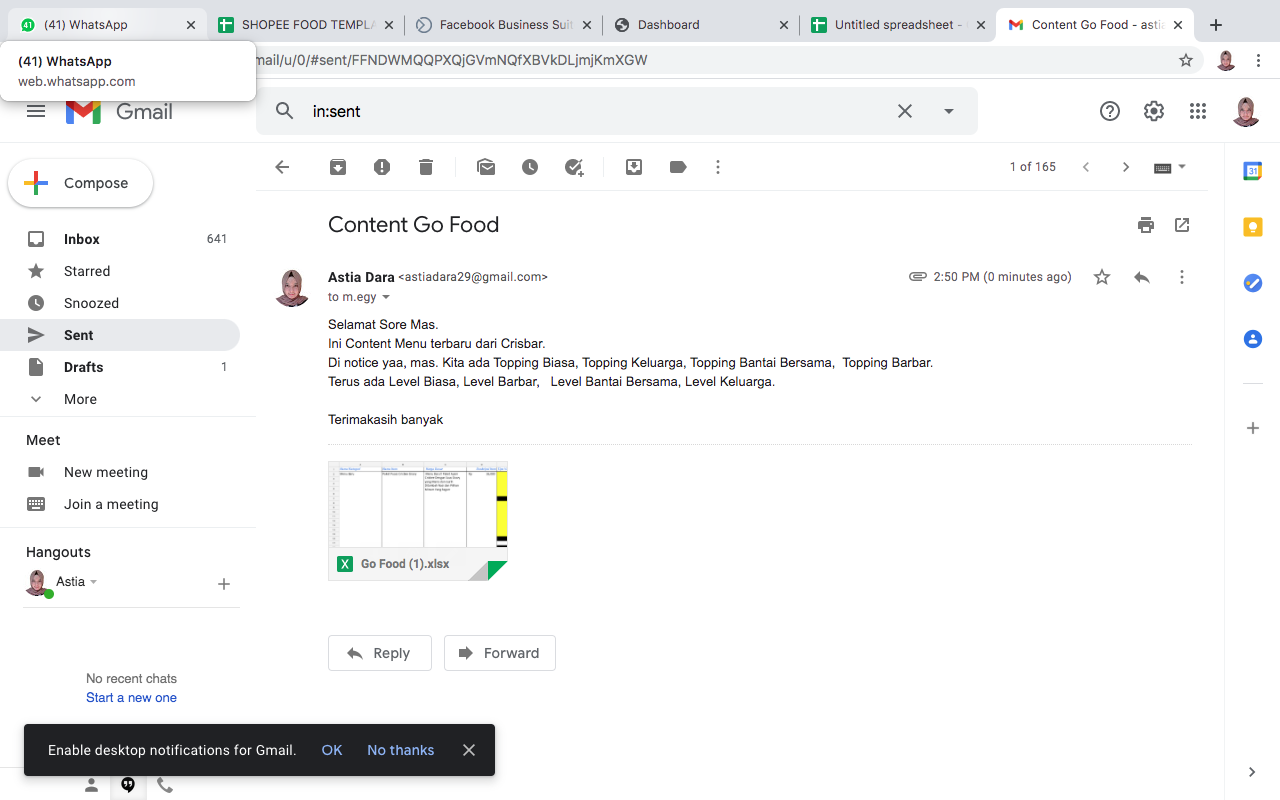 (41) WhatsApp
SHOPEE FOOD TEMPLA
Facebook Business Suit
Dashboard
Untitled spreadsheet -
Content Go Food - astia
(41) WhatsApp
web.whatsapp.com
mail/u/0/#sent/FFNDWMQQPXQjGVmNQfXBVkDLjmjKmXGW
Gmail
in:sent
Compose
1 of 165
Inbox 641
Starred
Snoozed
Sent
Drafts 1
More
Meet
New meeting
Join a meeting
Hangouts
Astia
No recent chats
Start a new one
Content Go Food
Astia Dara <astiadara29@gmail.com>
2:50 PM (0 minutes ago)
to m.egy
Selamat Sore Mas.
Ini Content Menu terbaru dari Crisbar.
Di notice yaa, mas. Kita ada Topping Biasa, Topping Keluarga, Topping Bantai Bersama,  Topping Barbar.
Terus ada Level Biasa, Level Barbar,   Level Bantai Bersama, Level Keluarga.
Terimakasih banyak
Go Food (1).xlsx
Reply
Forward
Enable desktop notifications for Gmail. OK No thanks
31